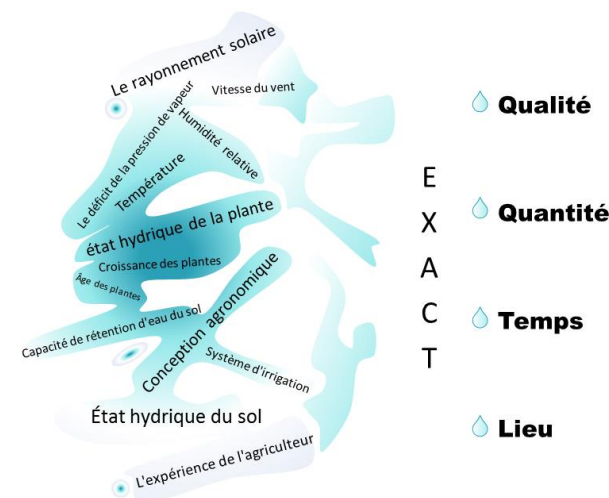 Le rayonnement solaire
Vitesse du vent
Le déficit de la pression de vapeur
Humidité relative
Température
état hydrique de la plante
Croissance des plantes
Âge des plantes
Capacité de rétention d'eau du sol
Conception agronomique
Système d'irrigation
État hydrique du sol
L'expérience de l'agriculteur
E
X
A
C
T
Qualité
Quantité
Temps
Lieu